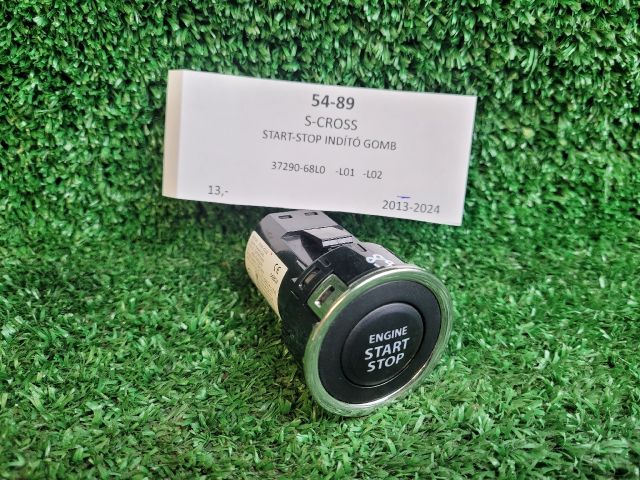 54-89
S-CROSS
START-STOP INDÍTÓ GOMB
37290-68L0 -L01 -L02
13,-
2013-2024
ENGINE
START
STOP